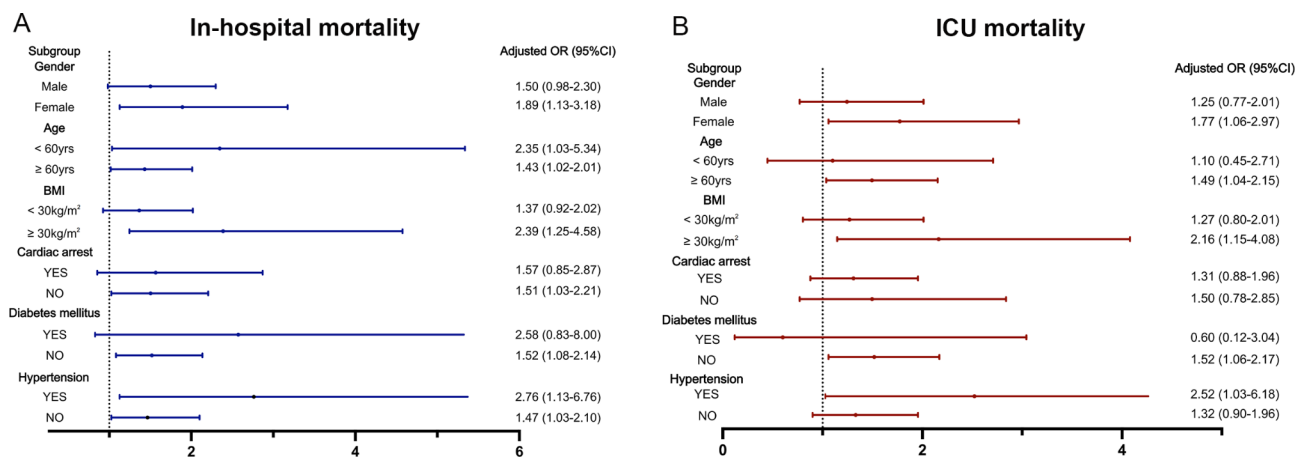 A
In-hospital mortality
Subgroup Adjusted OR (95%CI)
Gender
Male 1.50 (0.98-2.30)
Female 1.89 (1.13-3.18)
Age
< 60yrs 2.35 (1.03-5.34)
≥ 60yrs 1.43 (1.02-2.01)
BMI
< 30kg/m² 1.37 (0.92-2.02)
≥ 30kg/m² 2.39 (1.25-4.58)
Cardiac arrest
YES 1.57 (0.85-2.87)
NO 1.51 (1.03-2.21)
Diabetes mellitus
YES 2.58 (0.83-8.00)
NO 1.52 (1.08-2.14)
Hypertension
YES 2.76 (1.13-6.76)
NO 1.47 (1.03-2.10)
2 4 6
B
ICU mortality
Subgroup Adjusted OR (95%CI)
Gender
Male 1.25 (0.77-2.01)
Female 1.77 (1.06-2.97)
Age
< 60yrs 1.10 (0.45-2.71)
≥ 60yrs 1.49 (1.04-2.15)
BMI
< 30kg/m² 1.27 (0.80-2.01)
≥ 30kg/m² 2.16 (1.15-4.08)
Cardiac arrest
YES 1.31 (0.88-1.96)
NO 1.50 (0.78-2.85)
Diabetes mellitus
YES 0.60 (0.12-3.04)
NO 1.52 (1.06-2.17)
Hypertension
YES 2.52 (1.03-6.18)
NO 1.32 (0.90-1.96)
0 2 4